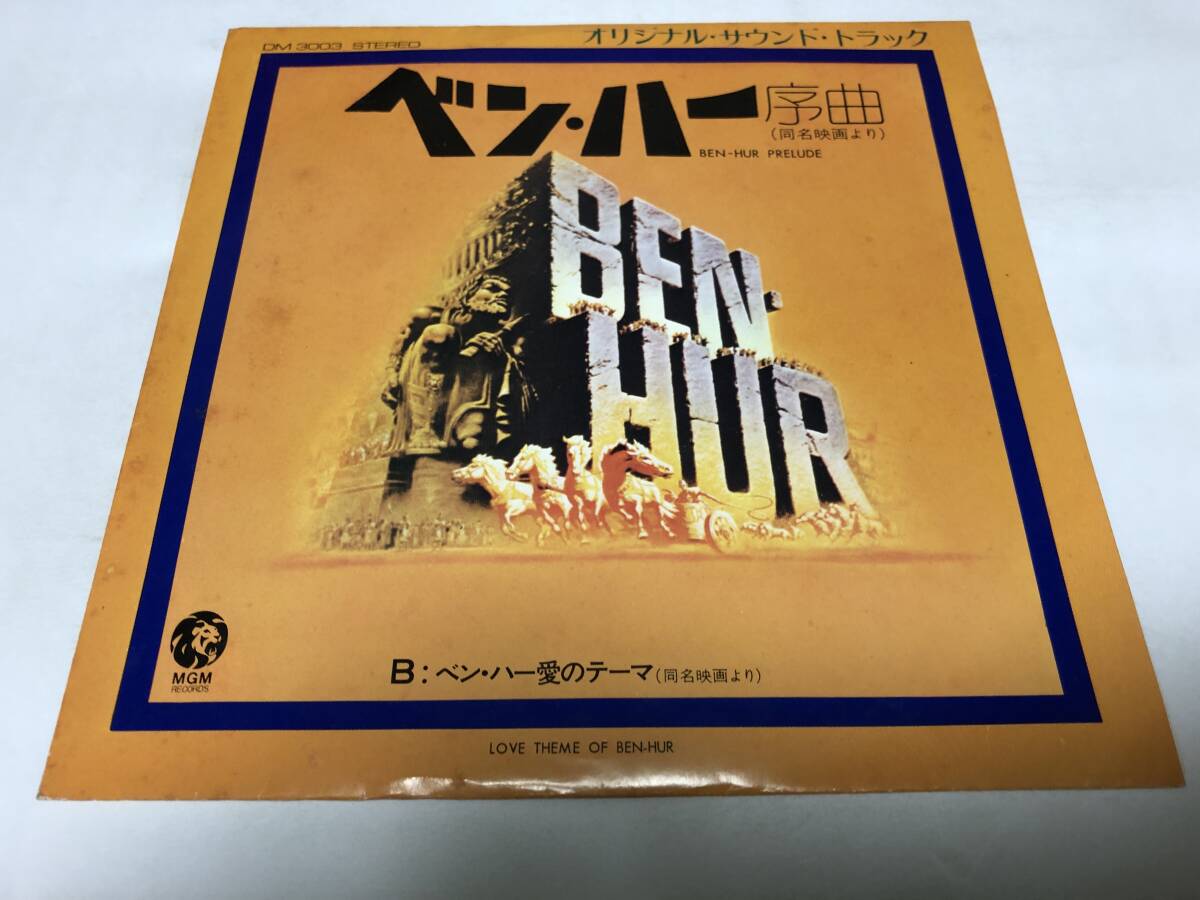 DM 3003 STEREO
オリジナル・サウンド・トラック
ベン・ハー序曲
(同名映画より)
BEN-HUR PRELUDE
BEN-
HUR
MGM
RECORDS
B:ベン・ハー愛のテーマ(同名映画より)
LOVE THEME OF BEN-HUR